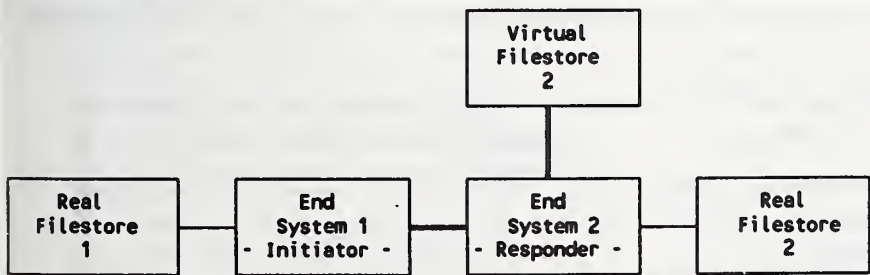 Virtual
Filestore
2
Real
Filestore
1
End
System 1
- Initiator -
End
System 2
- Responder -
Real
Filestore
2